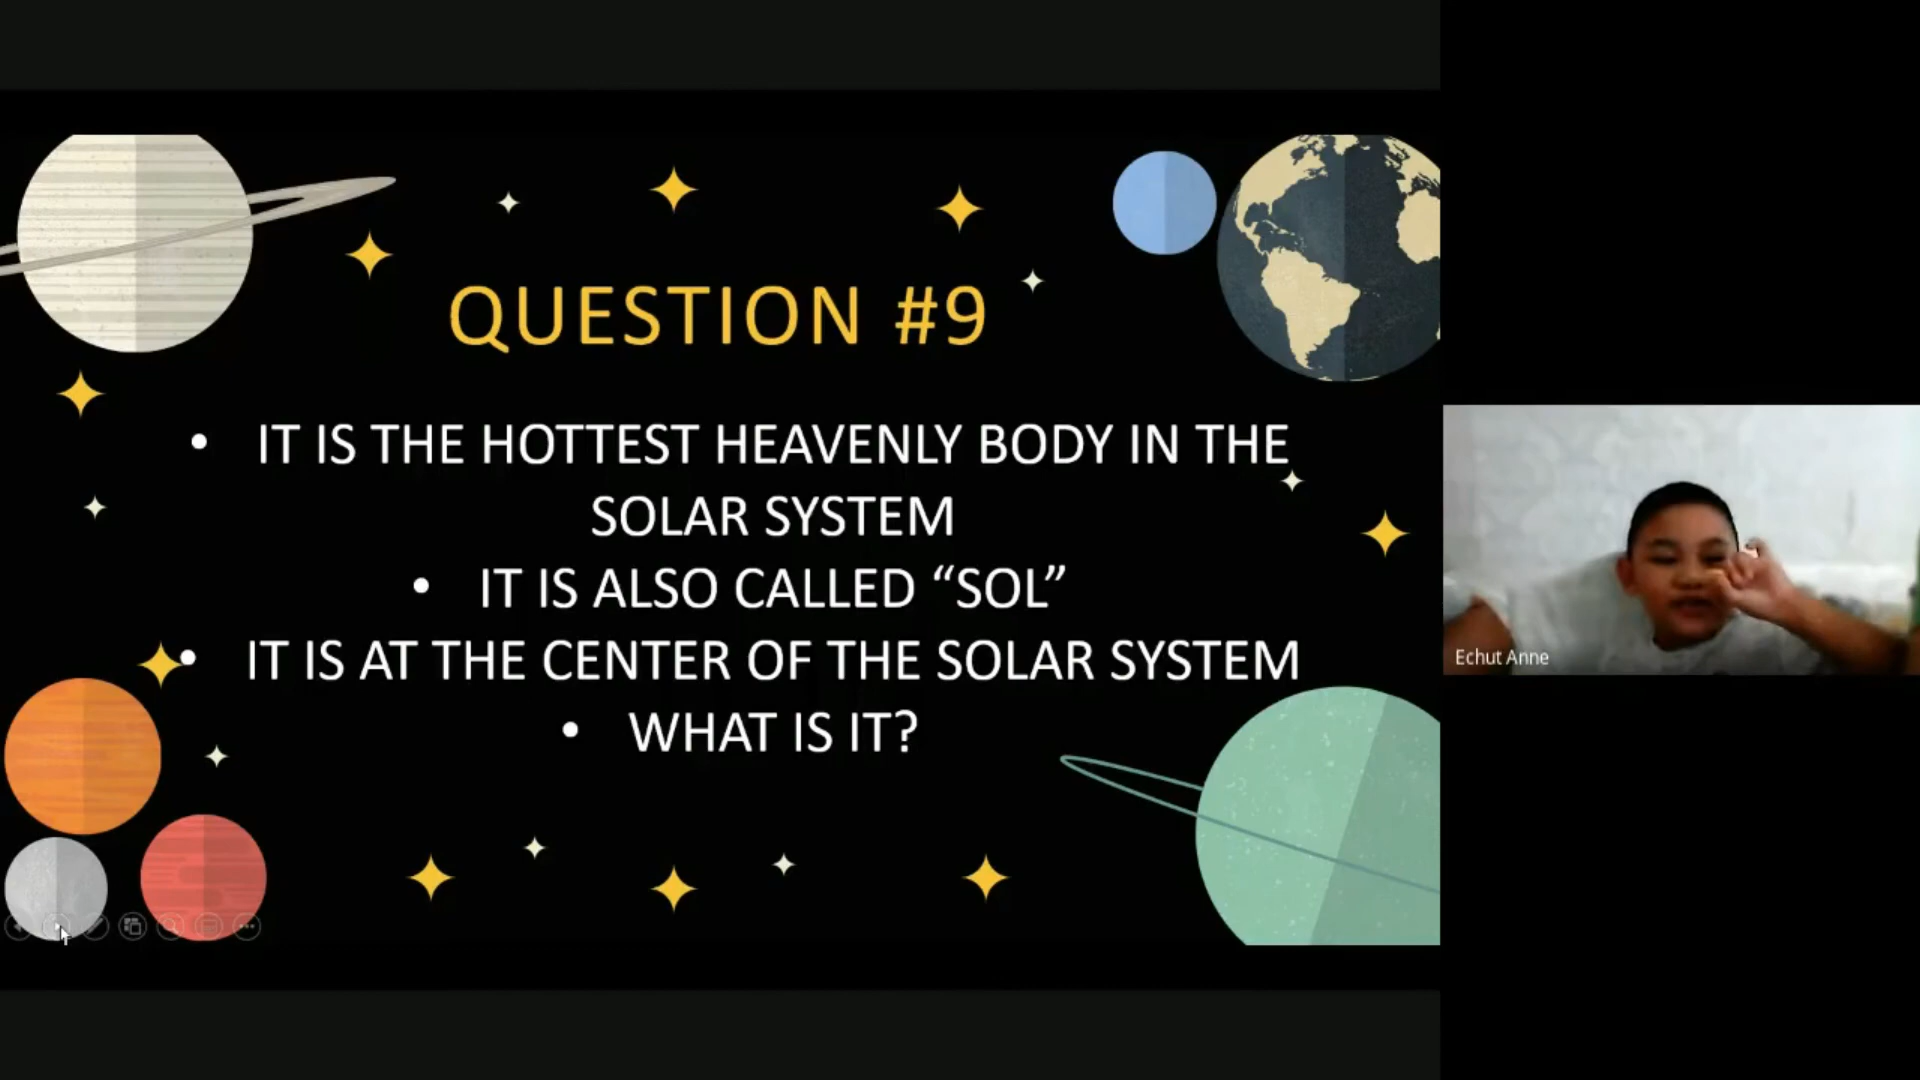 QUESTION #9
• IT IS THE HOTTEST HEAVENLY BODY IN THE
SOLAR SYSTEM
• IT IS ALSO CALLED “SOL”
• IT IS AT THE CENTER OF THE SOLAR SYSTEM
• WHAT IS IT?
Echut Anne